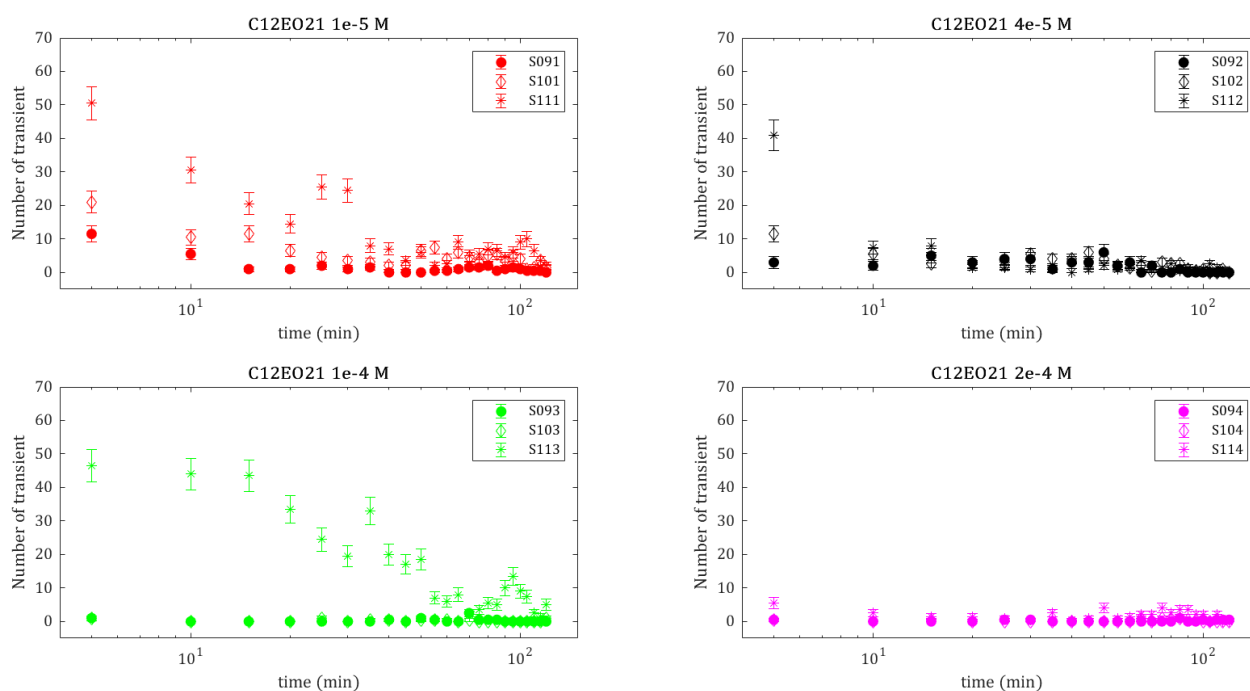 C12EO21 1e-5 M
70
60
50
40
30
20
10
0
Number of transient
S091
S101
S111
10^1
10^2
time (min)
C12EO21 4e-5 M
70
60
50
40
30
20
10
0
Number of transient
S092
S102
S112
10^1
10^2
time (min)
C12EO21 1e-4 M
70
60
50
40
30
20
10
0
Number of transient
S093
S103
S113
10^1
10^2
time (min)
C12EO21 2e-4 M
70
60
50
40
30
20
10
0
Number of transient
S094
S104
S114
10^1
10^2
time (min)